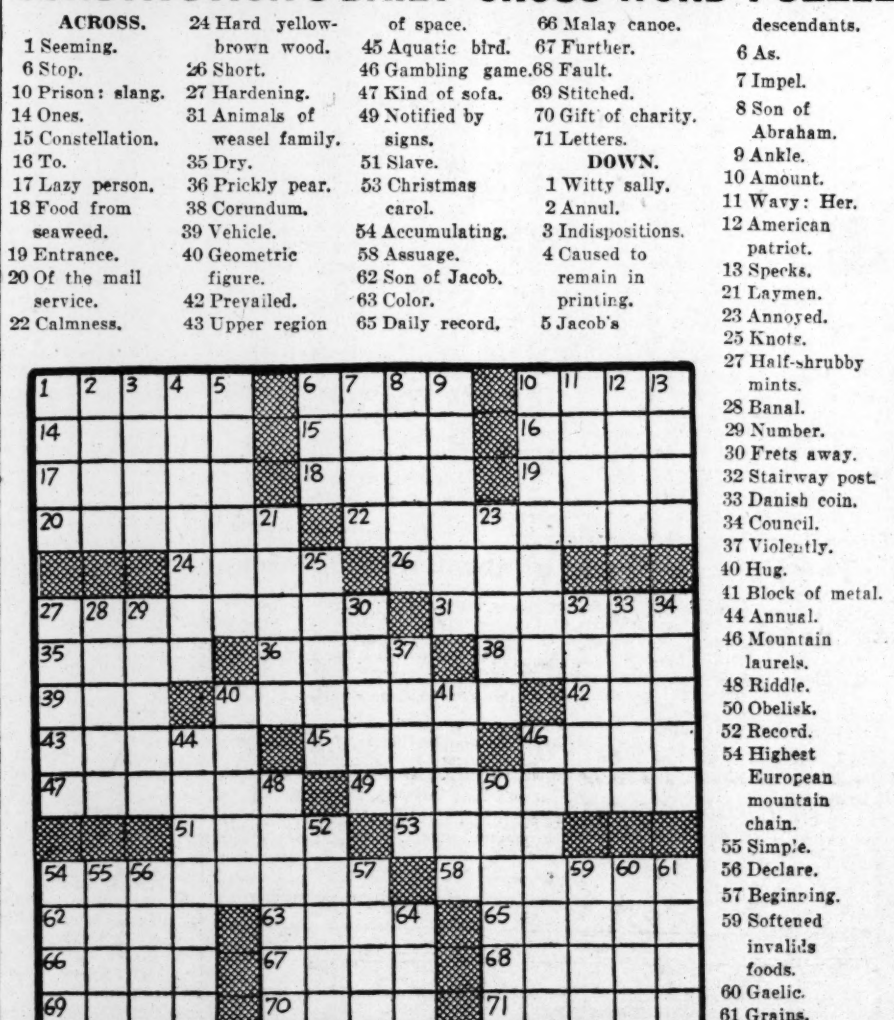 ACROSS.
1 Seeming.
6 Stop.
10 Prison: slang.
14 Ones.
15 Constellation.
16 To.
17 Lazy person.
18 Food from
seaweed.
19 Entrance.
20 Of the mail
service.
22 Calmness.
24 Hard yellow-
brown wood.
26 Short.
27 Hardening.
31 Animals of
weasel family.
35 Dry.
36 Prickly pear.
38 Corundum.
39 Vehicle.
40 Geometric
figure.
42 Prevailed.
43 Upper region
of space.
45 Aquatic bird.
46 Gambling game.
47 Kind of sofa.
49 Notified by
signs.
51 Slave.
53 Christmas
carol.
54 Accumulating.
58 Assuage.
62 Son of Jacob.
63 Color.
65 Daily record.
66 Malay canoe.
67 Further.
68 Fault.
69 Stitched.
70 Gift of charity.
71 Letters.
DOWN.
1 Witty sally.
2 Annul.
3 Indispositions.
4 Caused to
remain in
printing.
5 Jacob's
descendants.
6 As.
7 Impel.
8 Son of
Abraham.
9 Ankle.
10 Amount.
11 Wavy: Her.
12 American
patriot.
13 Specks.
21 Laymen.
23 Annoyed.
25 Knots.
27 Half-shrubby
mints.
28 Banal.
29 Number.
30 Frets away.
32 Stairway post.
33 Danish coin.
34 Council.
37 Violently.
40 Hug.
41 Block of metal.
44 Annual.
46 Mountain
laurels.
48 Riddle.
50 Obelisk.
52 Record.
54 Highest
European
mountain
chain.
55 Simple.
56 Declare.
57 Beginning.
59 Softened
invalids
foods.
60 Gaelic.
61 Grains.
1 2 3 4 5 6 7 8 9 10 11 12 13
14 15 16
17 18 19
20 21 22 23
24 25 26
27 28 29 30 31 32 33 34
35 36 37 38
39 40 41 42
43 44 45 46
47 48 49 50
51 52 53
54 55 56 57 58 59 60 61
62 63 64 65
66 67 68
69 70 71